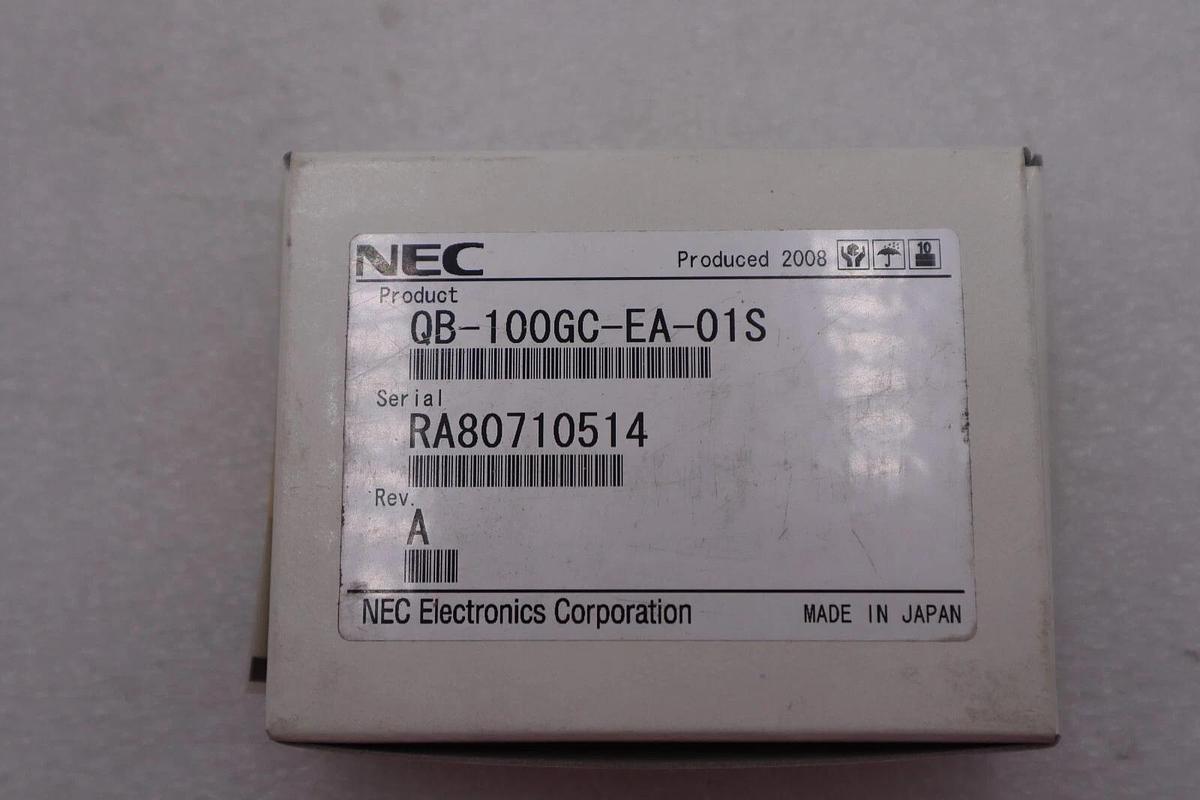 NEC
Produced 2008
10
Product
QB-100GC-EA-01S
Serial
RA80710514
Rev.
A
NEC Electronics Corporation
MADE IN JAPAN